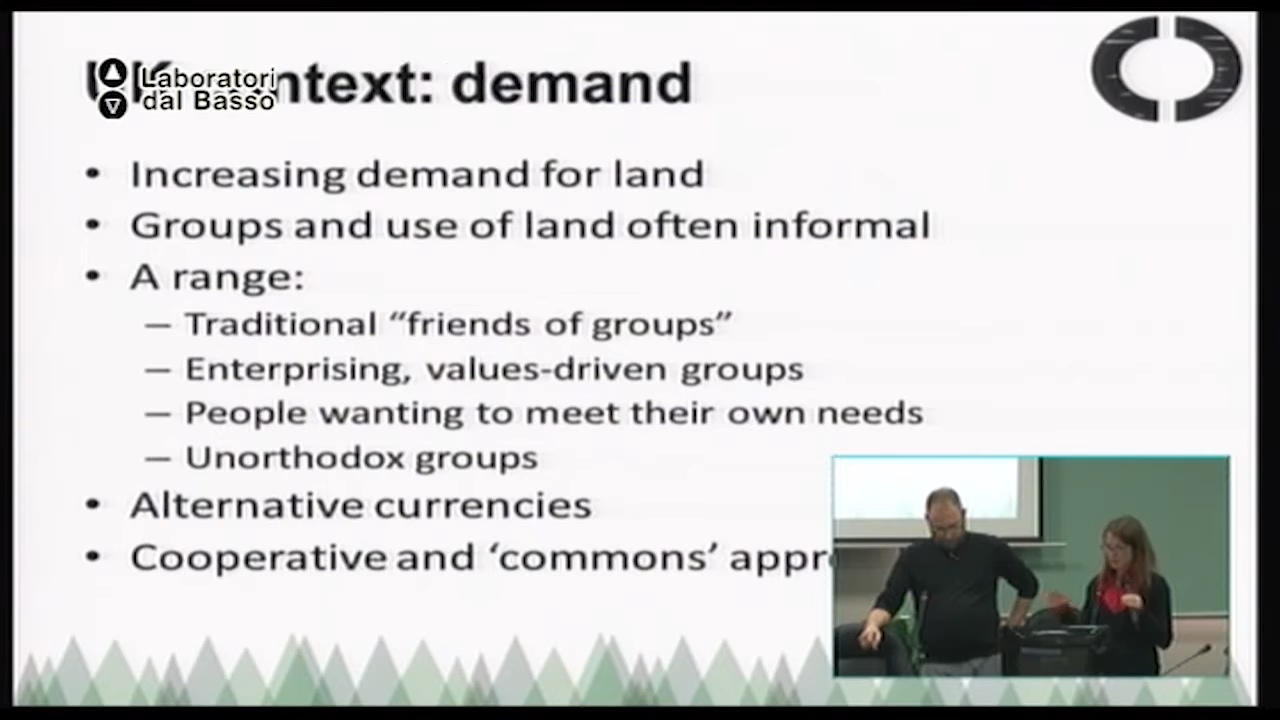 Laboratori
dal Basso
context: demand
• Increasing demand for land
• Groups and use of land often informal
• A range:
– Traditional “friends of groups”
– Enterprising, values-driven groups
– People wanting to meet their own needs
– Unorthodox groups
• Alternative currencies
• Cooperative and ‘commons’